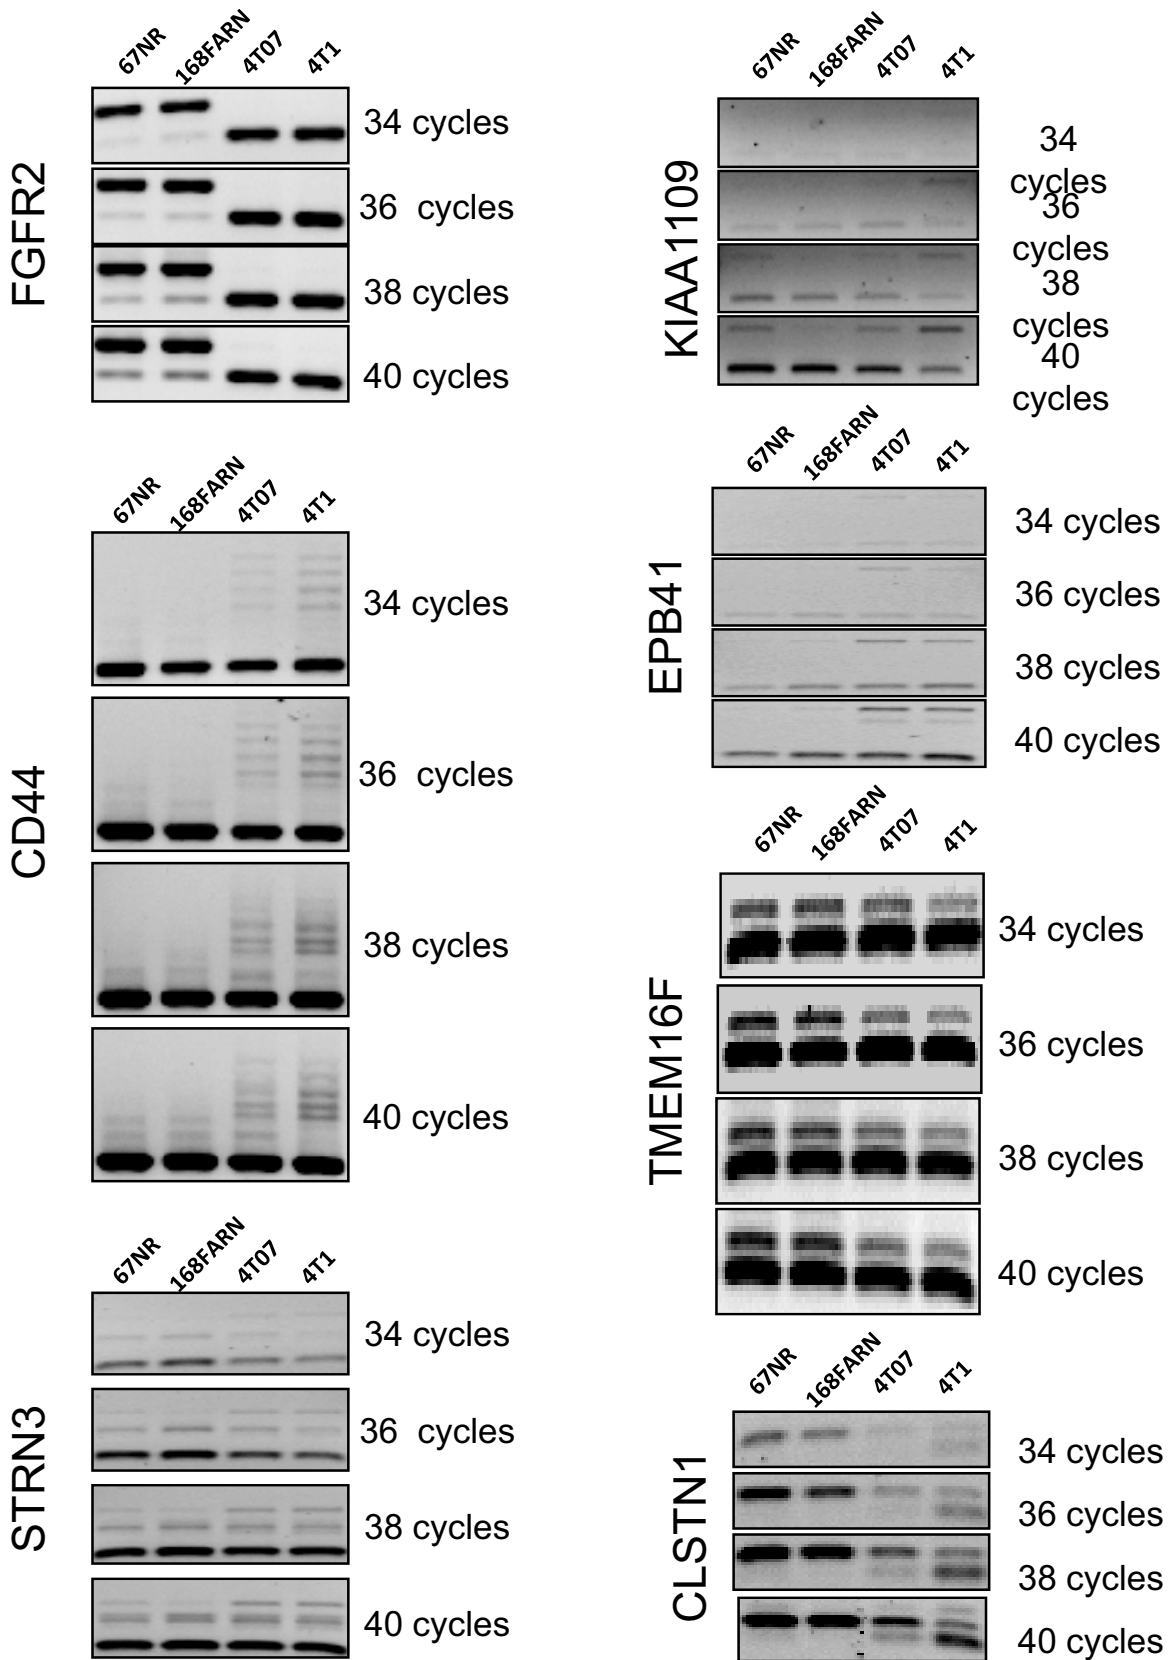 67NR 168FARN 4T07 4T1
FGFR2
34 cycles
36 cycles
38 cycles
40 cycles
67NR 168FARN 4T07 4T1
CD44
34 cycles
36 cycles
38 cycles
40 cycles
67NR 168FARN 4T07 4T1
STRN3
34 cycles
36 cycles
38 cycles
40 cycles
67NR 168FARN 4T07 4T1
KIAA1109
34
cycles
36
cycles
38
cycles
40
cycles
67NR 168FARN 4T07 4T1
EPB41
34 cycles
36 cycles
38 cycles
40 cycles
67NR 168FARN 4T07 4T1
TMEM16F
34 cycles
36 cycles
38 cycles
40 cycles
67NR 168FARN 4T07 4T1
CLSTN1
34 cycles
36 cycles
38 cycles
40 cycles